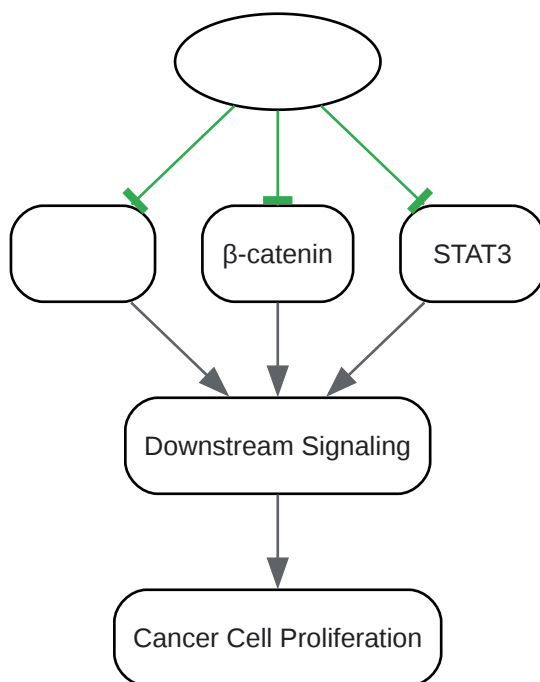 β-catenin
STAT3
Downstream Signaling
Cancer Cell Proliferation